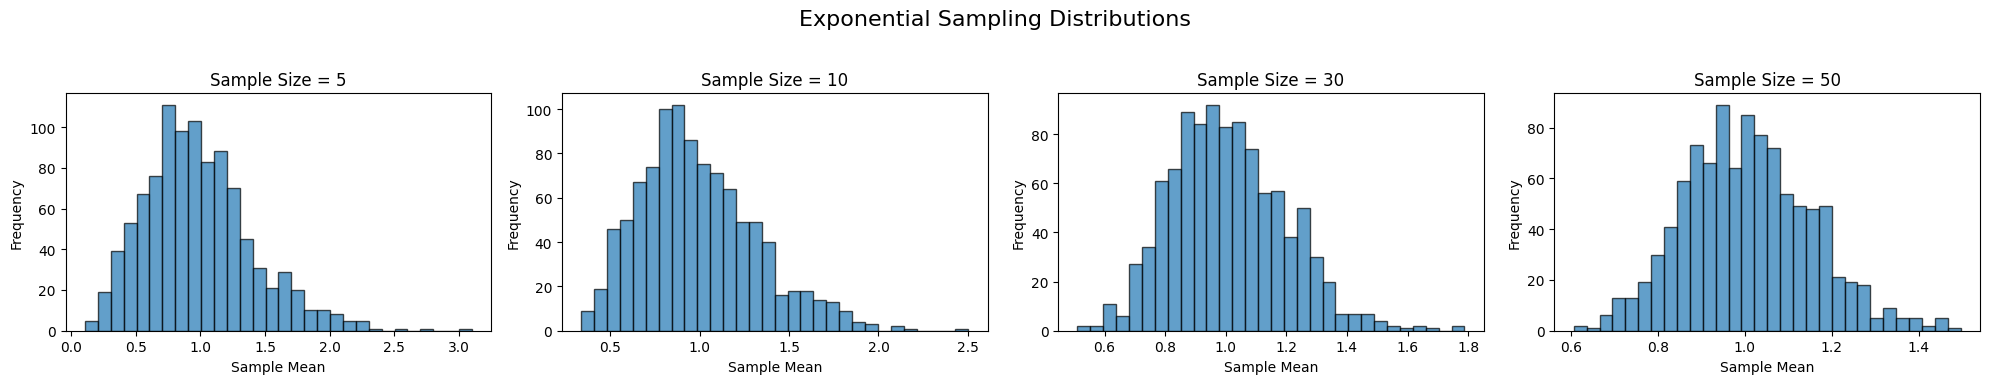 Exponential Sampling Distributions
Sample Size = 5
Frequency
100
80
60
40
20
0
0.0 0.5 1.0 1.5 2.0 2.5 3.0
Sample Mean
Sample Size = 10
Frequency
100
80
60
40
20
0
0.5 1.0 1.5 2.0 2.5
Sample Mean
Sample Size = 30
Frequency
80
60
40
20
0
0.6 0.8 1.0 1.2 1.4 1.6 1.8
Sample Mean
Sample Size = 50
Frequency
80
60
40
20
0
0.6 0.8 1.0 1.2 1.4
Sample Mean